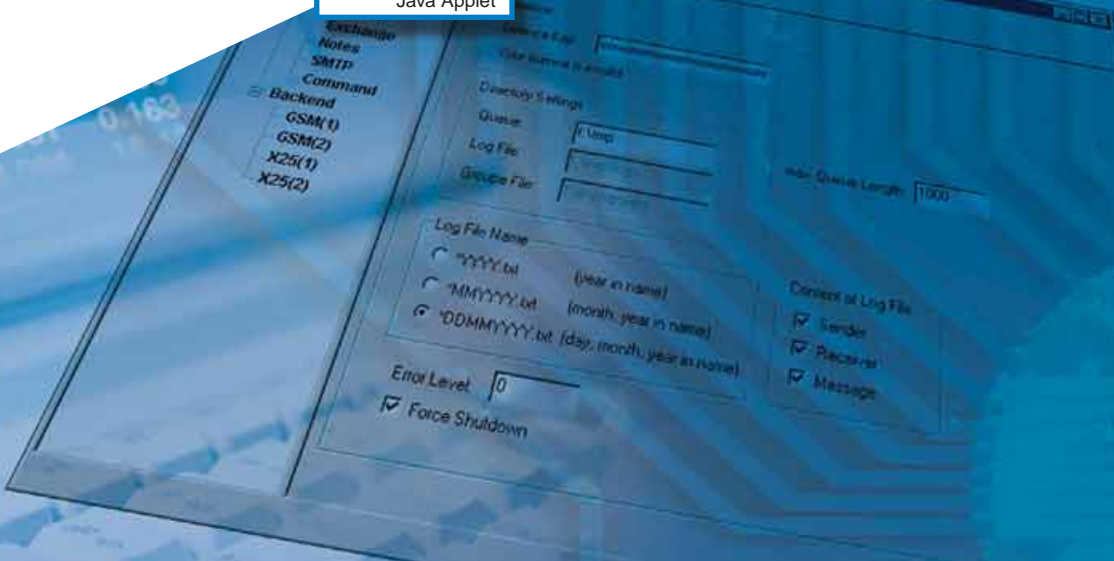 Java Applet
Exchange
Notes
SMTP
Command
Backend
GSM(1)
GSM(2)
X25(1)
X25(2)
0.163
Directory Settings
Queue:
Log File:
max Queue Length: 1000
Log File Name
*YYYY.txt (year in name)
*MMYYYY.txt (month, year in name)
*DDMMYYYY.txt (day, month, year in name)
Content of Log File
Sender
Receiver
Message
Error Level: 0
Force Shutdown